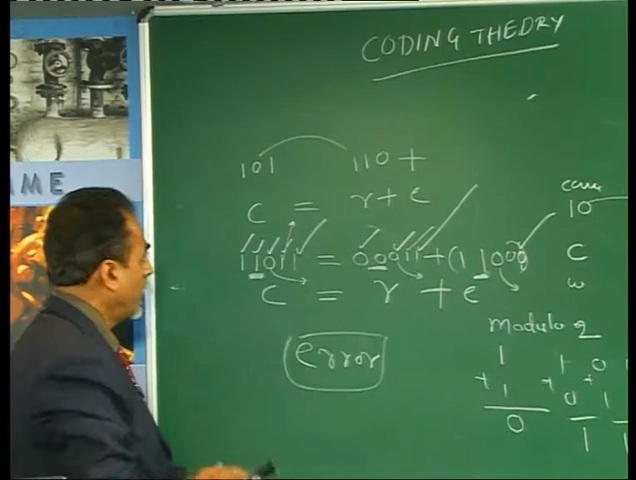 CODING THEORY
101 110 +
c = r + e
11011 = 00011 + (11000
c = r + e
error
10
C
w
Modulo 2
1 1 0
+ 1 + 0 + 1
0 1 1
AME